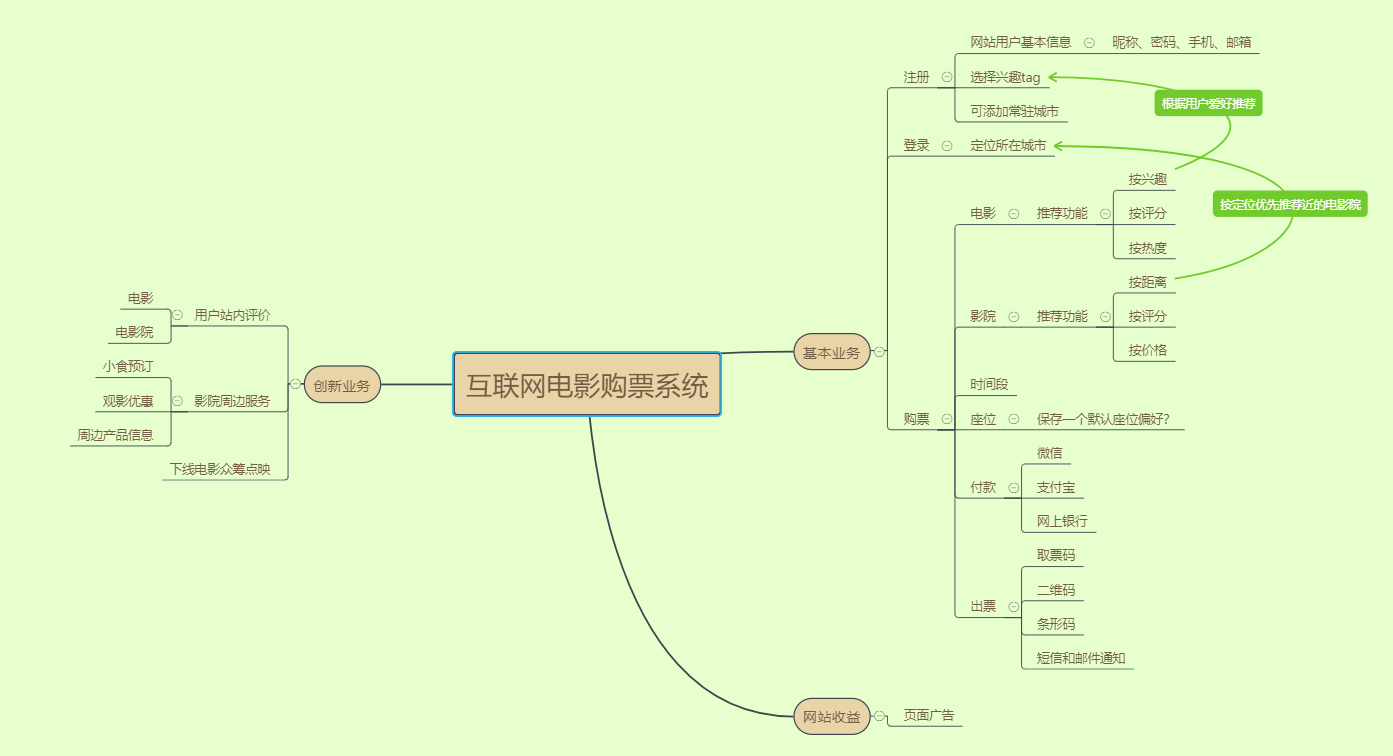 互联网电影购票系统
基本业务
注册
网站用户基本信息
昵称、密码、手机、邮箱
选择兴趣tag
可添加常驻城市
登录
定位所在城市
购票
电影
推荐功能
按兴趣
按评分
按热度
影院
推荐功能
按距离
按评分
按价格
时间段
座位
保存一个默认座位偏好?
付款
微信
支付宝
网上银行
出票
取票码
二维码
条形码
短信和邮件通知
根据用户爱好推荐
按定位优先推荐近的电影院
网站收益
页面广告
创新业务
用户站内评价
电影
电影院
影院周边服务
小食预订
观影优惠
周边产品信息
下线电影众筹点映